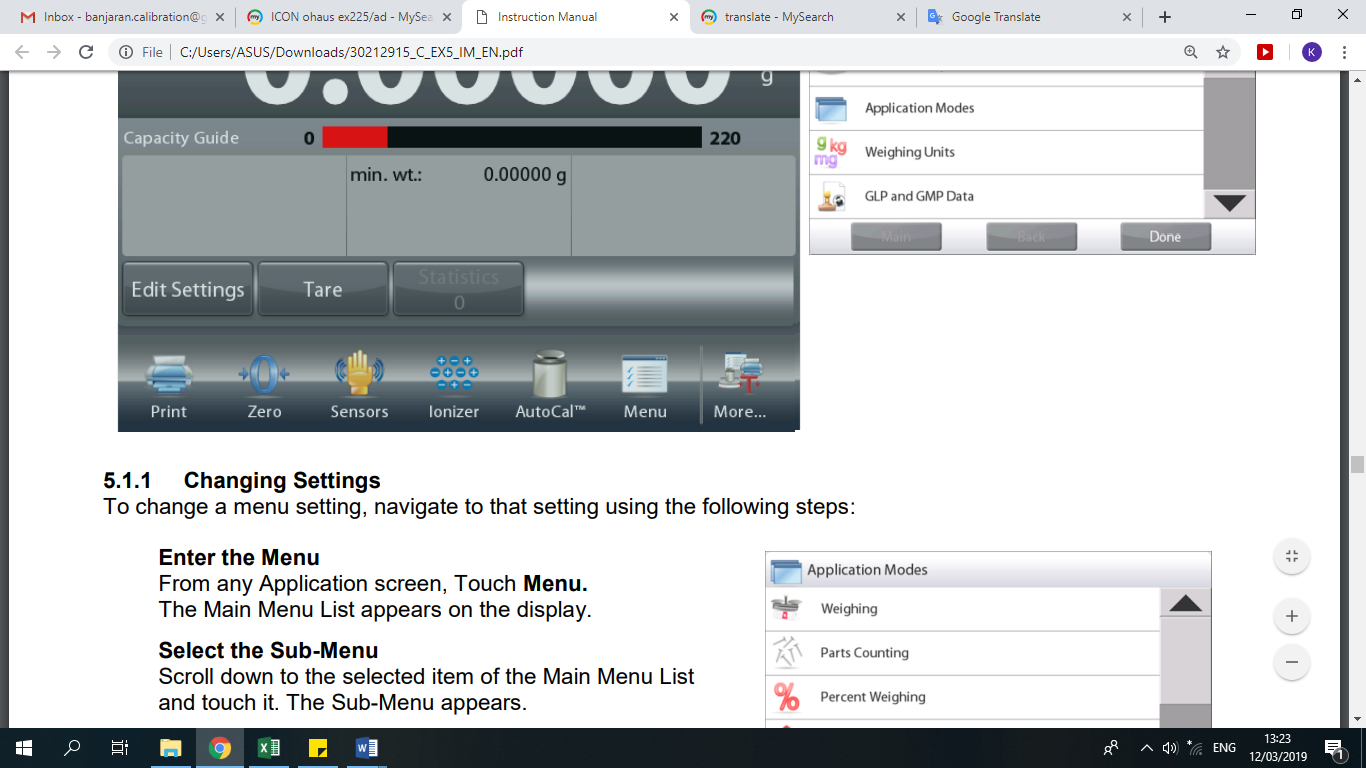 Inbox - banjaran.calibration@g
ICON ohaus ex225/ad - MySea
Instruction Manual
translate - MySearch
Google Translate
File
C:/Users/ASUS/Downloads/30212915_C_EX5_IM_EN.pdf
K
0.00000 g
Capacity Guide 0 220
min. wt.: 0.00000 g
Edit Settings
Tare
Statistics
0
Print
Zero
Sensors
Ionizer
AutoCal™
Menu
More...
Application Modes
g kg mg
Weighing Units
GLP and GMP Data
Main
Back
Done
5.1.1 Changing Settings
To change a menu setting, navigate to that setting using the following steps:
Enter the Menu
From any Application screen, Touch Menu.
The Main Menu List appears on the display.
Select the Sub-Menu
Scroll down to the selected item of the Main Menu List
and touch it. The Sub-Menu appears.
Application Modes
Weighing
Parts Counting
Percent Weighing
ENG
13:23
12/03/2019
1